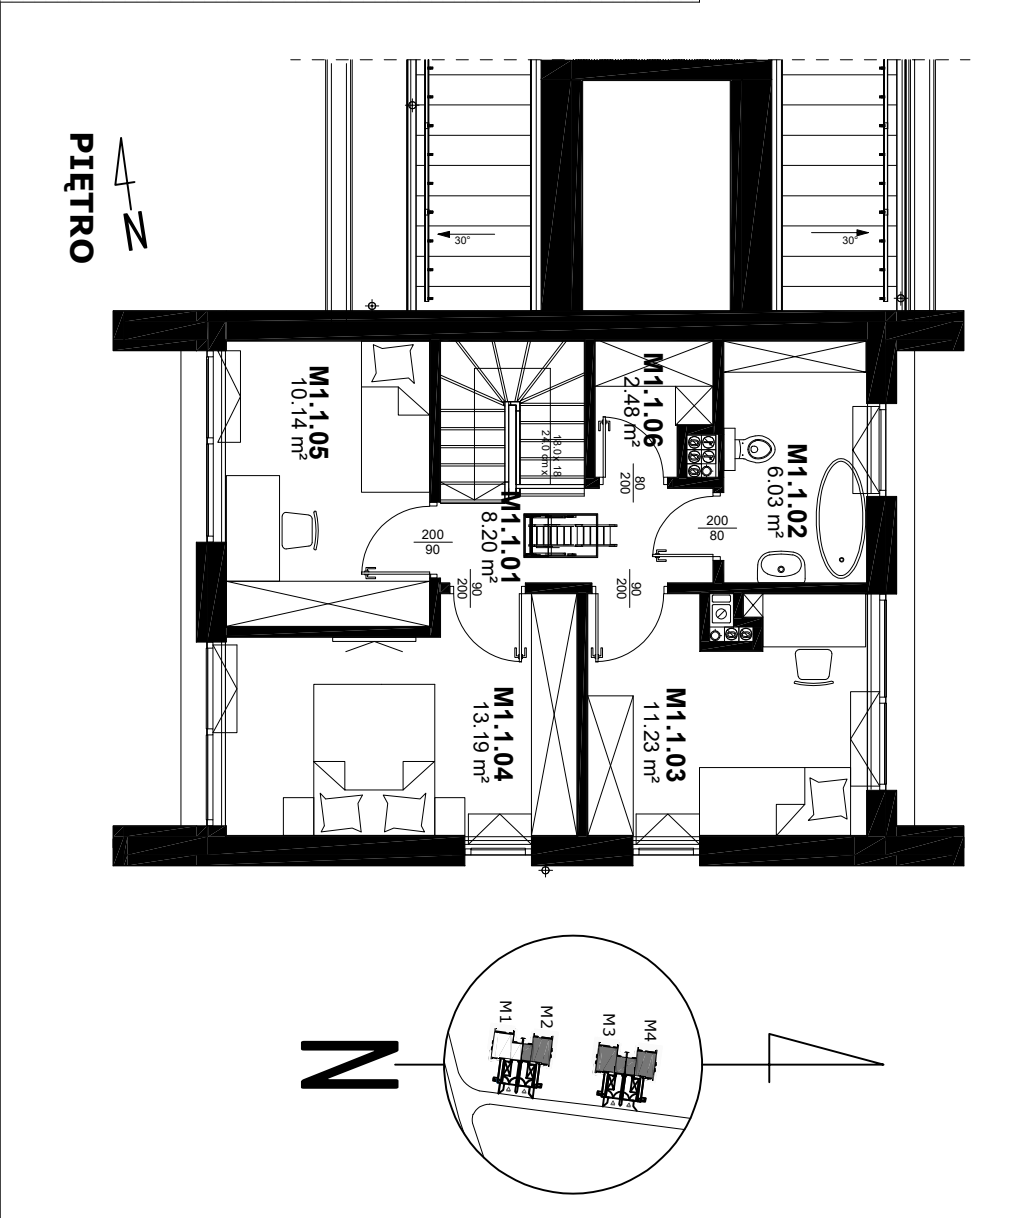 PIĘTRO
N
30°
30°
M1.1.05
10.14 m²
M1.1.06
2.48 m²
18.0 x 18
24.0 cm x
M1.1.02
6.03 m²
80
200
200
80
200
90
M1.1.01
8.20 m²
90
200
90
200
M1.1.04
13.19 m²
M1.1.03
11.23 m²
M1
M2
M3
M4
N